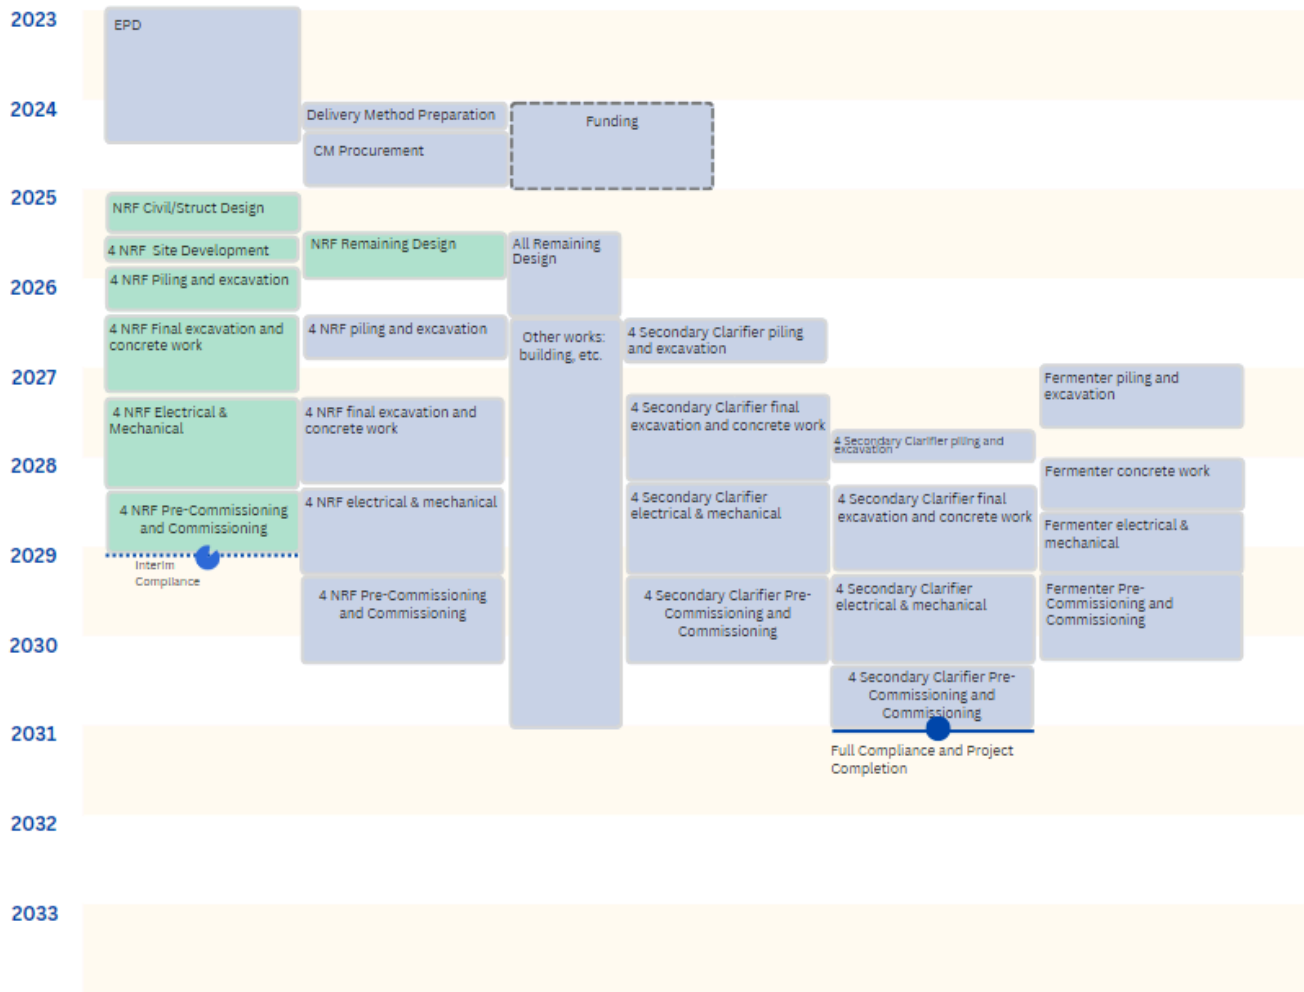 2023
EPD
2024
Delivery Method Preparation
Funding
CM Procurement
2025
NRF Civil/Struct Design
4 NRF Site Development
NRF Remaining Design
All Remaining
Design
4 NRF Piling and excavation
2026
4 NRF Final excavation and
concrete work
4 NRF piling and excavation
Other works:
building, etc.
4 Secondary Clarifier piling
and excavation
2027
Fermenter piling and
excavation
4 NRF Electrical &
Mechanical
4 NRF final excavation and
concrete work
4 Secondary Clarifier final
excavation and concrete work
4 Secondary Clarifier piling and
excavation
2028
Fermenter concrete work
4 NRF Pre-Commissioning
and Commissioning
4 NRF electrical & mechanical
4 Secondary Clarifier
electrical & mechanical
4 Secondary Clarifier final
excavation and concrete work
Fermenter electrical &
mechanical
2029
Interim
Compliance
4 NRF Pre-Commissioning
and Commissioning
4 Secondary Clarifier Pre-
Commissioning and
Commissioning
4 Secondary Clarifier
electrical & mechanical
Fermenter Pre-
Commissioning and
Commissioning
2030
4 Secondary Clarifier Pre-
Commissioning and
Commissioning
2031
Full Compliance and Project
Completion
2032
2033